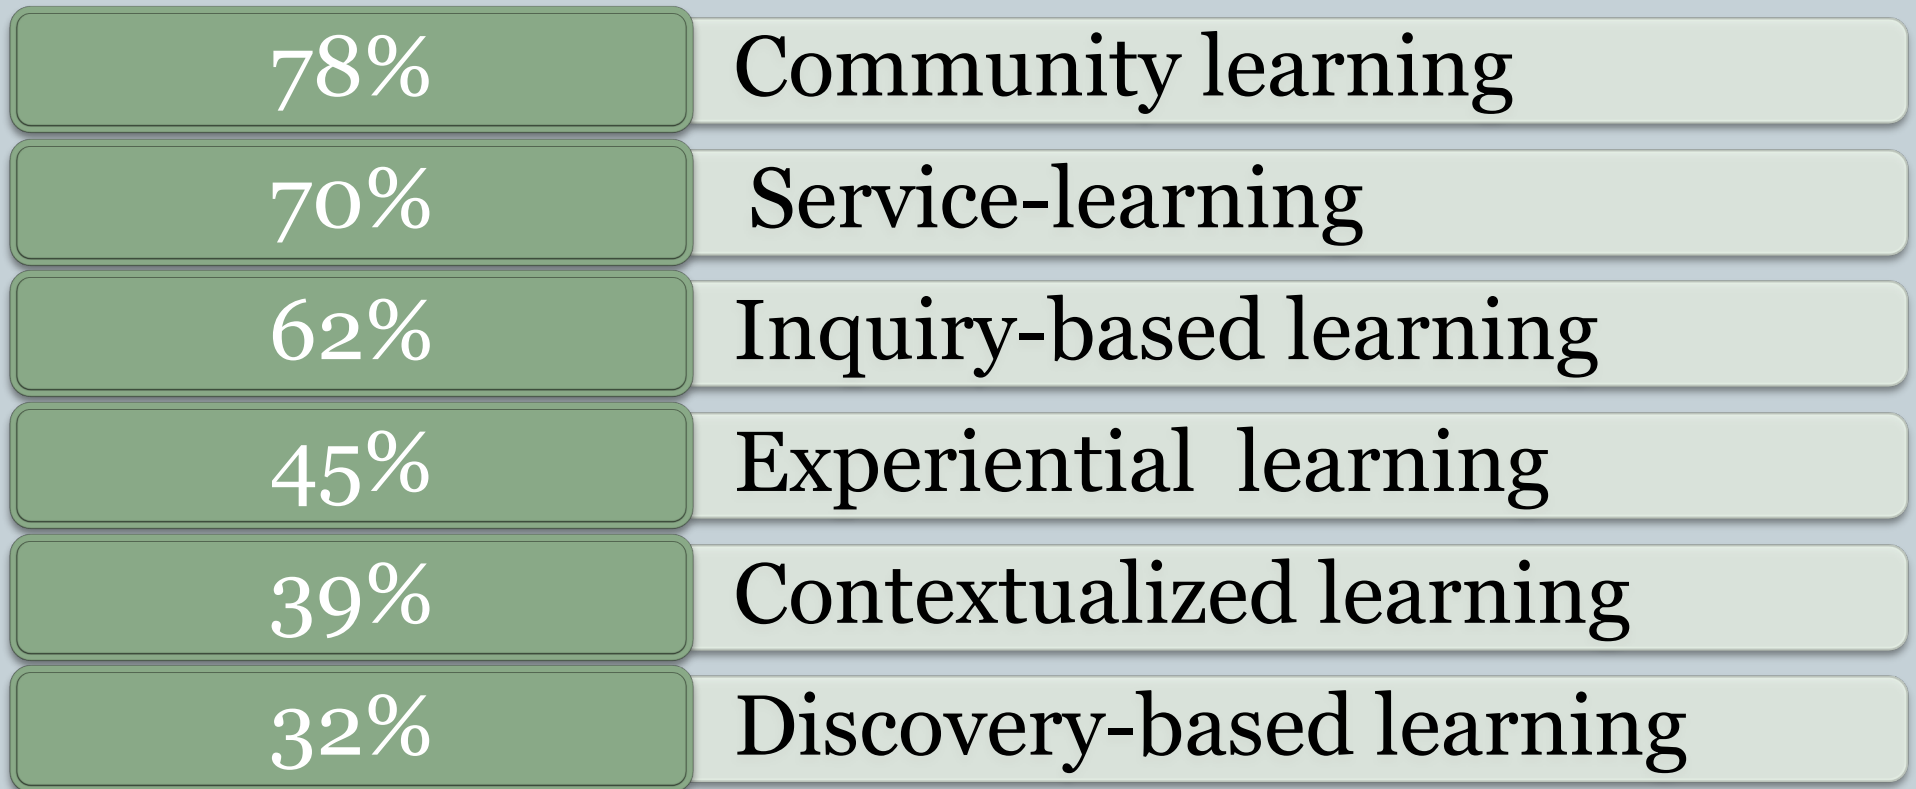 78% Community learning
70% Service-learning
62% Inquiry-based learning
45% Experiential  learning
39% Contextualized learning
32% Discovery-based learning